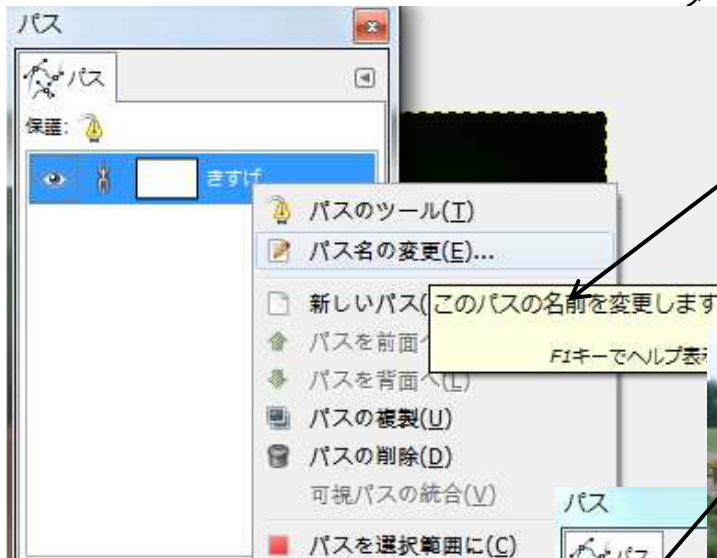 パス
パス
保護:
きすげ
パスのツール(T)
パス名の変更(E)...
新しいパス(
このパスの名前を変更します
F1キーでヘルプ表示
パスを前面へ
パスを背面へ(L)
パスの複製(U)
パスの削除(D)
可視パスの統合(V)
パスを選択範囲に(C)
パス
パス